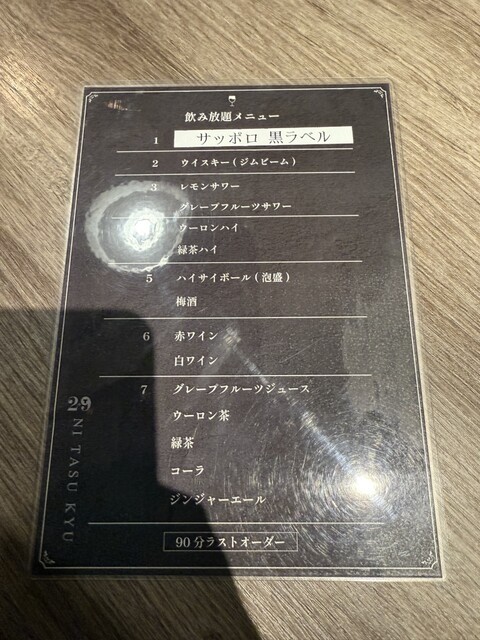 飲み放題メニュー
1 サッポロ 黒ラベル
2 ウイスキー(ジムビーム)
3 レモンサワー
グレープフルーツサワー
ウーロンハイ
緑茶ハイ
5 ハイサイボール(泡盛)
梅酒
6 赤ワイン
白ワイン
7 グレープフルーツジュース
ウーロン茶
緑茶
コーラ
ジンジャーエール
90分ラストオーダー
29 NI TASU KYU